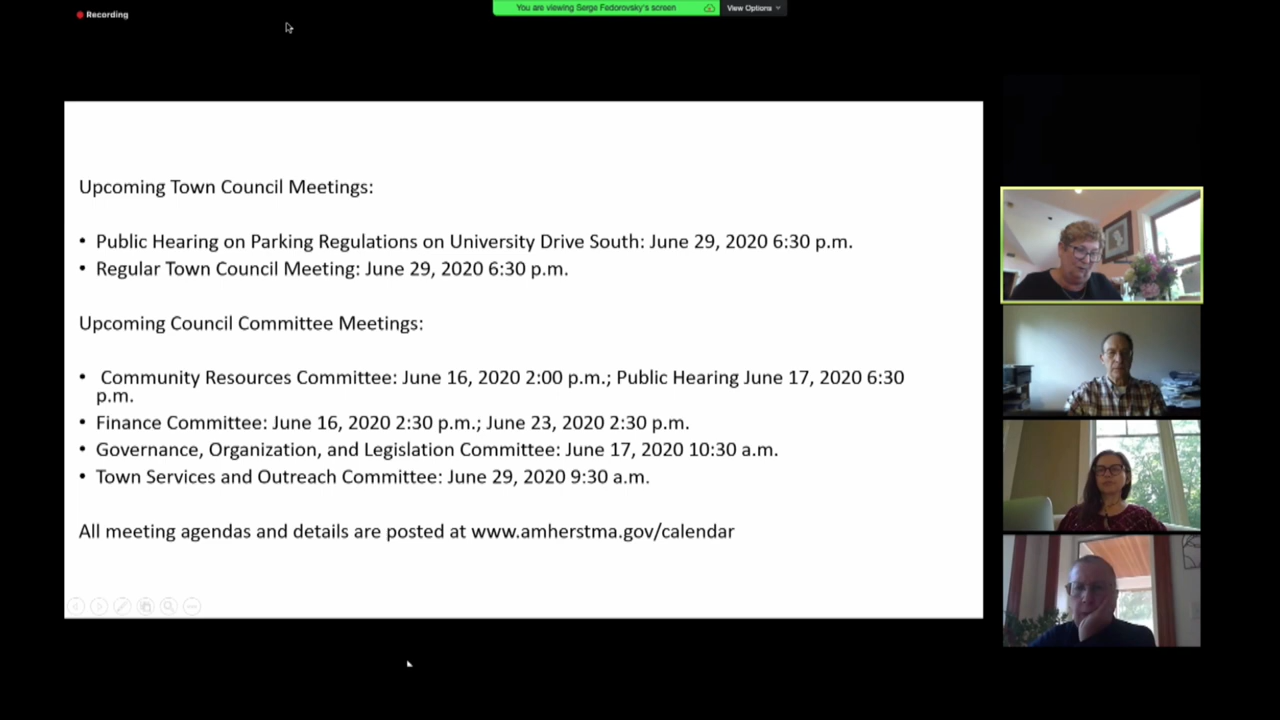 Recording
You are viewing Serge Fedorovsky's screen
View Options
Upcoming Town Council Meetings:
• Public Hearing on Parking Regulations on University Drive South: June 29, 2020 6:30 p.m.
• Regular Town Council Meeting: June 29, 2020 6:30 p.m.
Upcoming Council Committee Meetings:
• Community Resources Committee: June 16, 2020 2:00 p.m.; Public Hearing June 17, 2020 6:30
p.m.
• Finance Committee: June 16, 2020 2:30 p.m.; June 23, 2020 2:30 p.m.
• Governance, Organization, and Legislation Committee: June 17, 2020 10:30 a.m.
• Town Services and Outreach Committee: June 29, 2020 9:30 a.m.
All meeting agendas and details are posted at www.amherstma.gov/calendar